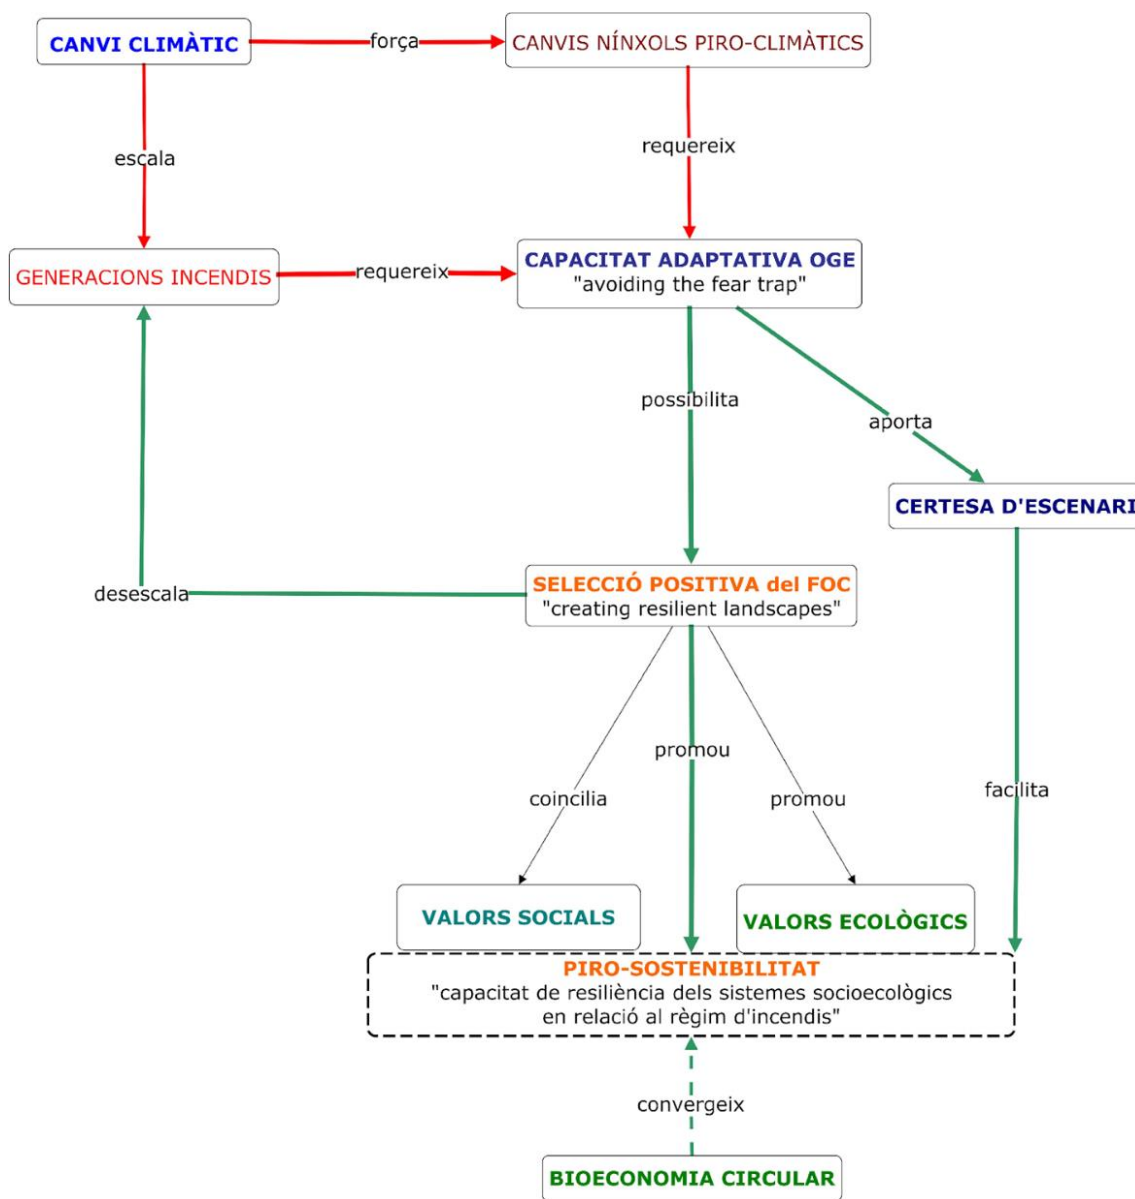 CANVI CLIMÀTIC
força
CANVIS NÍNXOLS PIRO-CLIMÀTICS
escala
requereix
GENERACIONS INCENDIS
requereix
CAPACITAT ADAPTATIVA OGE
"avoiding the fear trap"
possibilita
aporta
CERTESA D'ESCENARI
desescala
SELECCIÓ POSITIVA del FOC
"creating resilient landscapes"
promou
coincilia
promou
facilita
VALORS SOCIALS
VALORS ECOLÒGICS
PIRO-SOSTENIBILITAT
"capacitat de resiliència dels sistemes socioecològics
en relació al règim d'incendis"
convergeix
BIOECONOMIA CIRCULAR